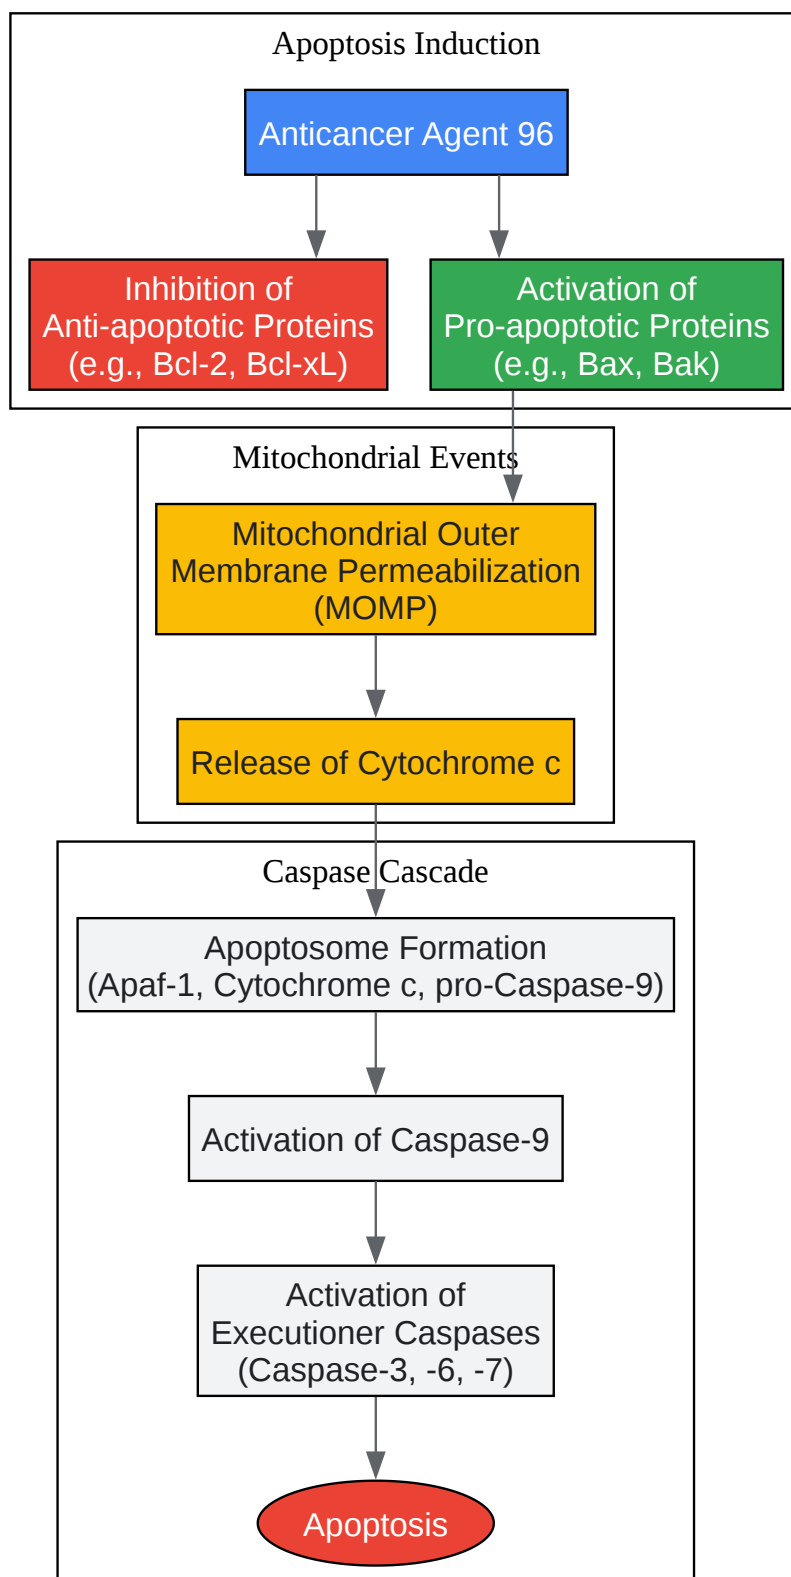 Apoptosis Induction
Anticancer Agent 96
Inhibition of
Anti-apoptotic Proteins
(e.g., Bcl-2, Bcl-xL)
Activation of
Pro-apoptotic Proteins
(e.g., Bax, Bak)
Mitochondrial Events
Mitochondrial Outer
Membrane Permeabilization
(MOMP)
Release of Cytochrome c
Caspase Cascade
Apoptosome Formation
(Apaf-1, Cytochrome c, pro-Caspase-9)
Activation of Caspase-9
Activation of
Executioner Caspases
(Caspase-3, -6, -7)
Apoptosis